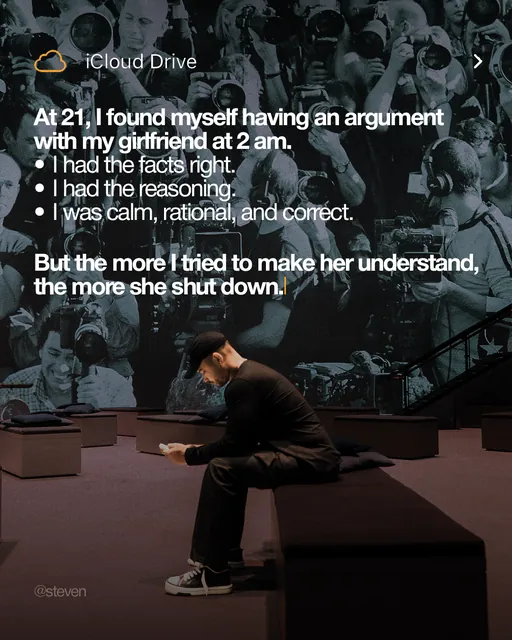 iCloud Drive
At 21, I found myself having an argument
with my girlfriend at 2 am.
• I had the facts right.
• I had the reasoning.
• I was calm, rational, and correct.
But the more I tried to make her understand,
the more she shut down.
@steven